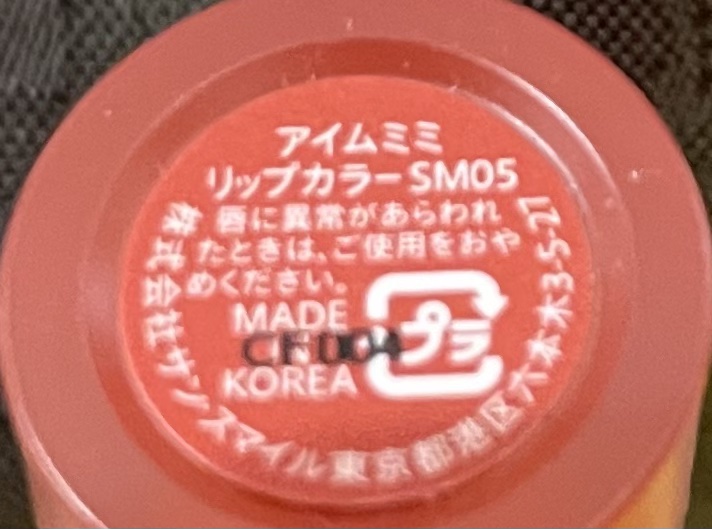 アイムミミ
リップカラーSM05
唇に異常があらわれ
たときは、ご使用をおや
めください。
MADE
IN
KOREA
プラ
株式会社サンスマイル東京都港区六本木3-5-27